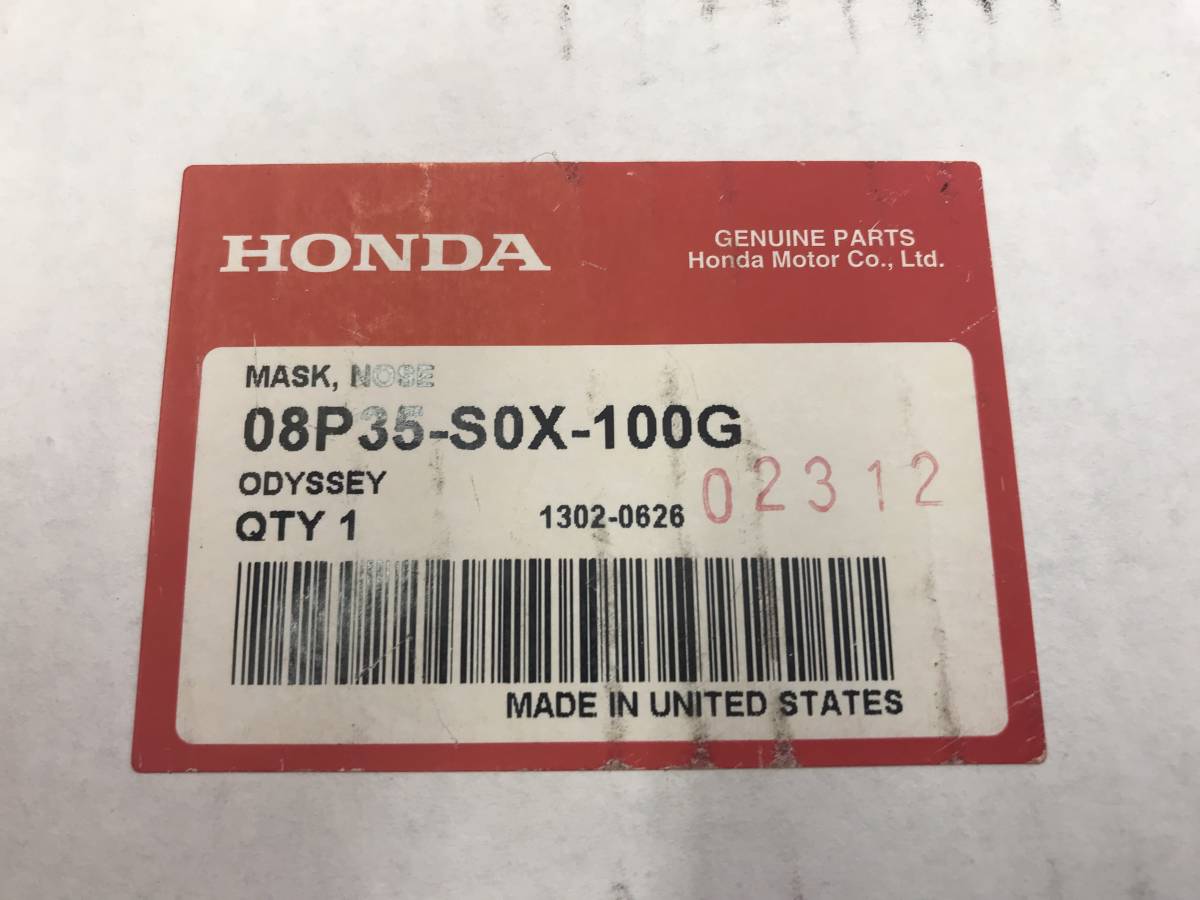 HONDA
GENUINE PARTS
Honda Motor Co., Ltd.
MASK, NOSE
08P35-S0X-100G
ODYSSEY
QTY 1
1302-0626
02312
MADE IN UNITED STATES